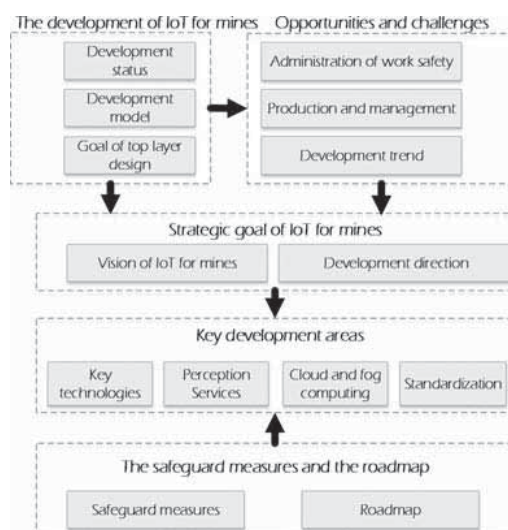 The development of IoT for mines
Development
status
Development
model
Goal of top layer
design
Opportunities and challenges
Administration of work safety
Production and management
Development trend
Strategic goal of IoT for mines
Vision of IoT for mines
Development direction
Key development areas
Key
technologies
Perception
Services
Cloud and fog
computing
Standardization
The safeguard measures and the roadmap
Safeguard measures
Roadmap